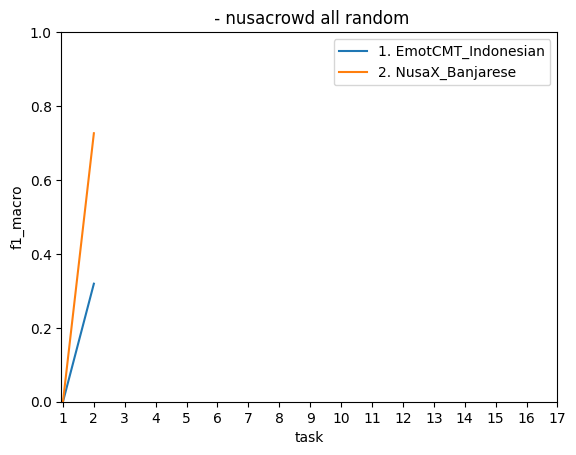 - nusacrowd all random
1. EmotCMT_Indonesian
2. NusaX_Banjarese
f1_macro
1.0
0.8
0.6
0.4
0.2
0.0
1 2 3 4 5 6 7 8 9 10 11 12 13 14 15 16 17
task